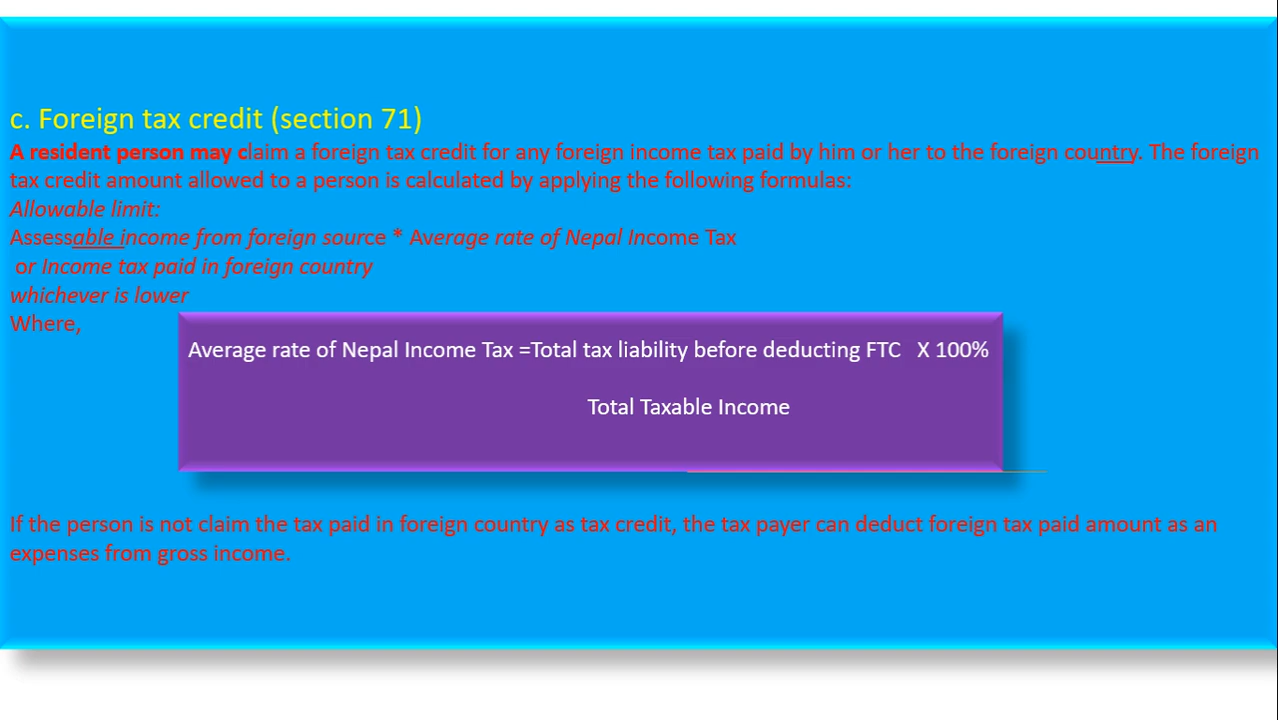 c. Foreign tax credit (section 71)
A resident person may claim a foreign tax credit for any foreign income tax paid by him or her to the foreign country. The foreign
tax credit amount allowed to a person is calculated by applying the following formulas:
Allowable limit:
Assessable income from foreign source * Average rate of Nepal Income Tax
or Income tax paid in foreign country
whichever is lower
Where,
Average rate of Nepal Income Tax =Total tax liability before deducting FTC X 100%
Total Taxable Income
If the person is not claim the tax paid in foreign country as tax credit, the tax payer can deduct foreign tax paid amount as an
expenses from gross income.